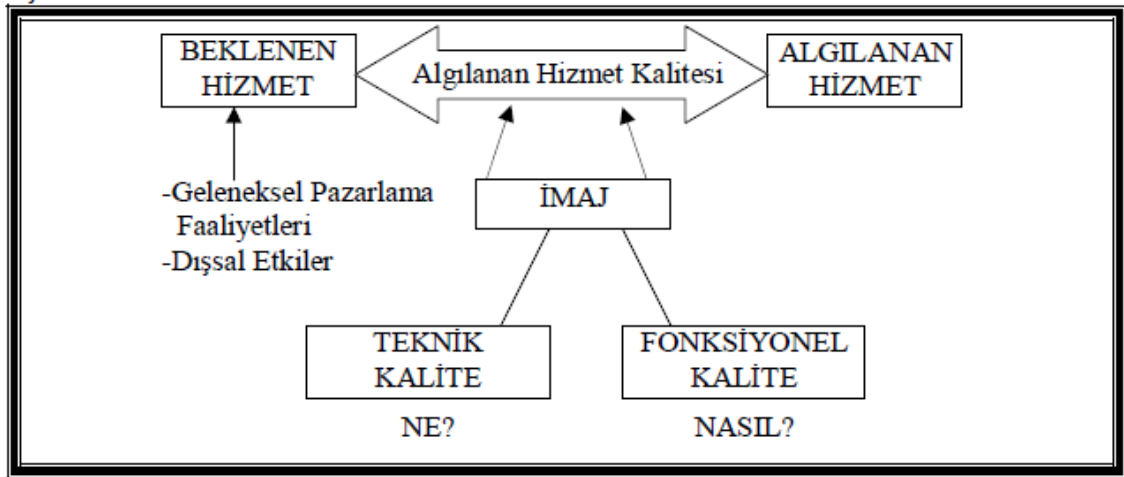 BEKLENEN
HİZMET
Algılanan Hizmet Kalitesi
ALGILANAN
HİZMET
-Geleneksel Pazarlama
Faaliyetleri
-Dışsal Etkiler
İMAJ
TEKNİK
KALİTE
FONKSİYONEL
KALİTE
NE?
NASIL?